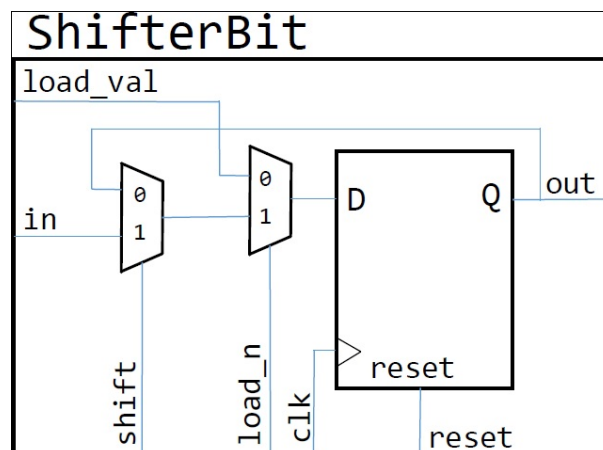 ShifterBit
load_val
0
1
in
0
1
D
Q
out
reset
shift
load_n
clk
reset